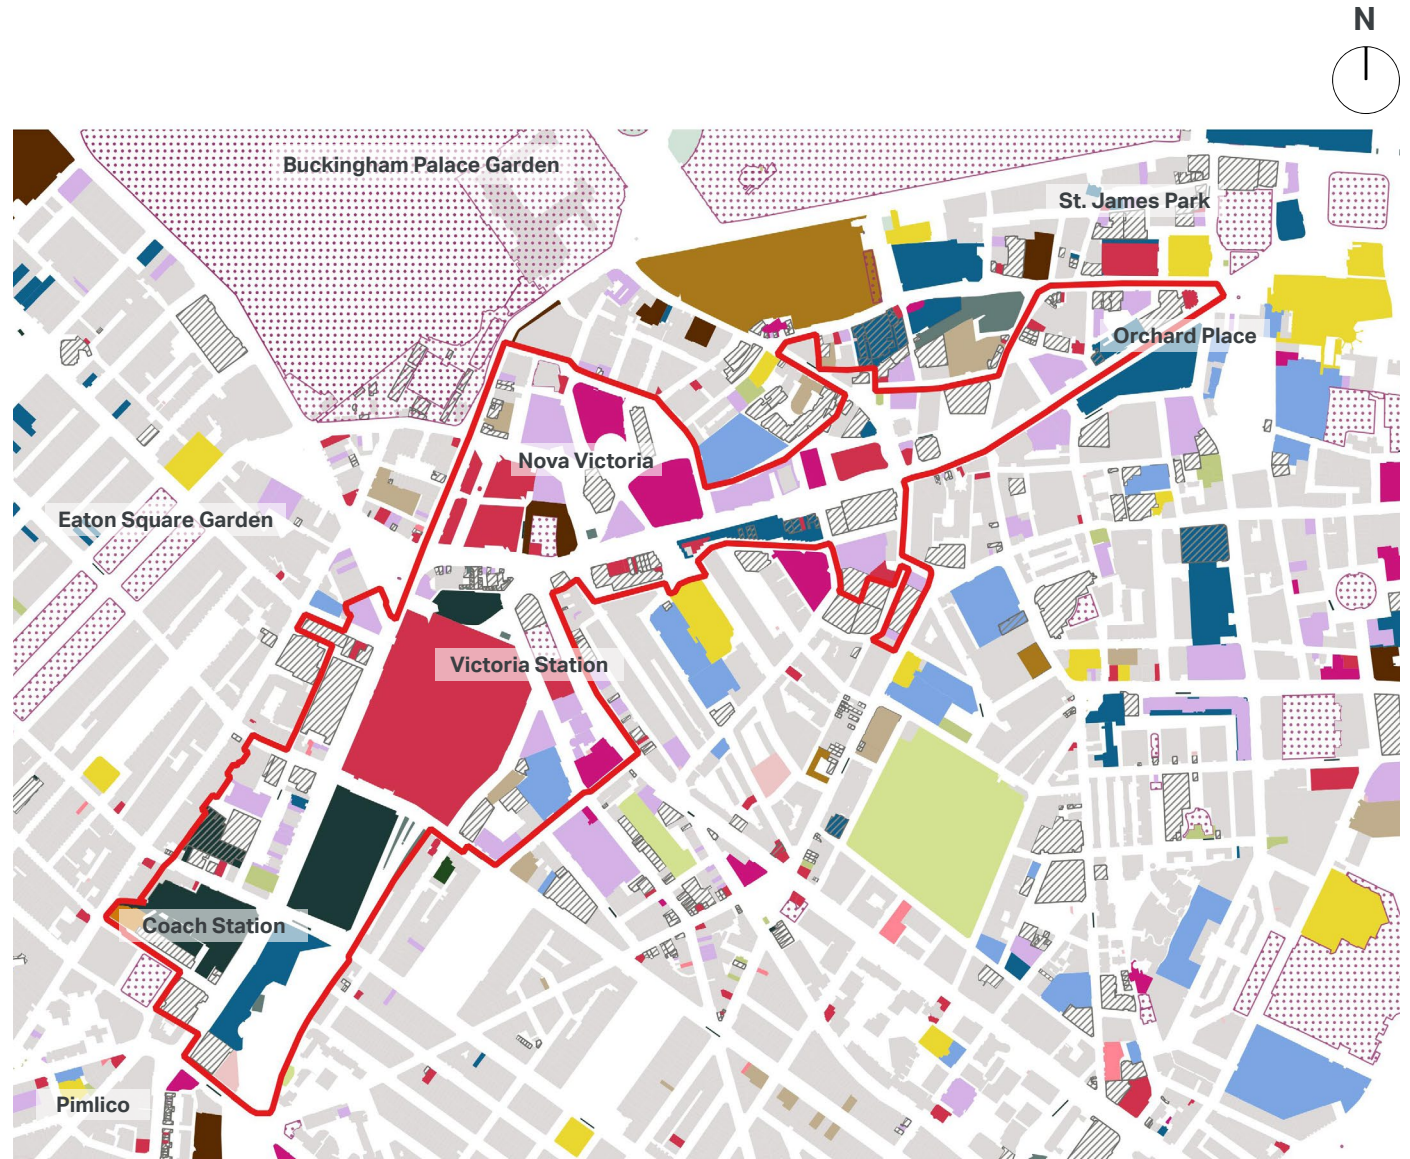 N
Buckingham Palace Garden
St. James Park
Orchard Place
Nova Victoria
Eaton Square Garden
Victoria Station
Coach Station
Pimlico